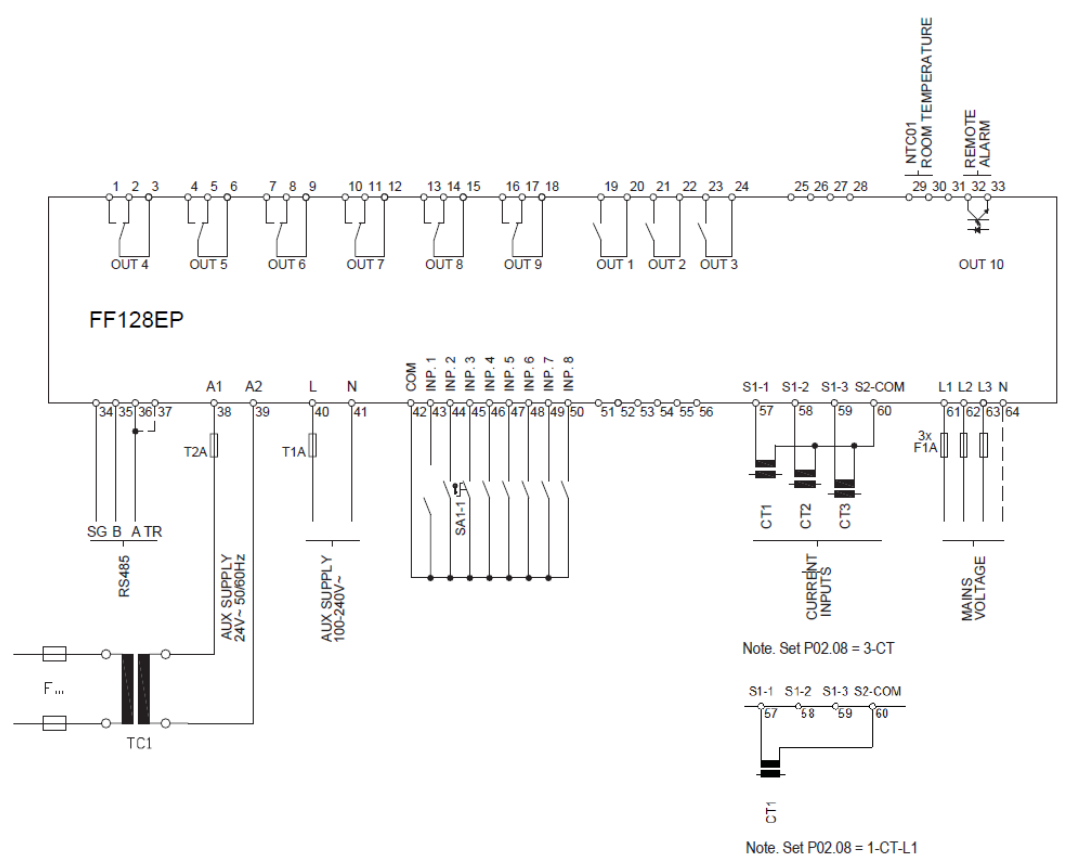 NTC01
ROOM TEMPERATURE
REMOTE
ALARM
1 2 3 4 5 6 7 8 9 10 11 12 13 14 15 16 17 18 19 20 21 22 23 24 25 26 27 28 29 30 31 32 33
OUT 4 OUT 5 OUT 6 OUT 7 OUT 8 OUT 9 OUT 1 OUT 2 OUT 3 OUT 10
FF128EP
A1 A2 L N COM INP. 1 INP. 2 INP. 3 INP. 4 INP. 5 INP. 6 INP. 7 INP. 8 S1-1 S1-2 S1-3 S2-COM L1 L2 L3 N
34 35 36 37 38 39 40 41 42 43 44 45 46 47 48 49 50 51 52 53 54 55 56 57 58 59 60 61 62 63 64
T2A T1A
3x
F1A
SA1-1
CT1 CT2 CT3
SG B A TR
RS485
AUX SUPPLY
24V~ 50/60Hz
AUX SUPPLY
100-240V~
CURRENT
INPUTS
MAINS
VOLTAGE
Note. Set P02.08 = 3-CT
F...
TC1
S1-1 S1-2 S1-3 S2-COM
57 58 59 60
CT1
Note. Set P02.08 = 1-CT-L1